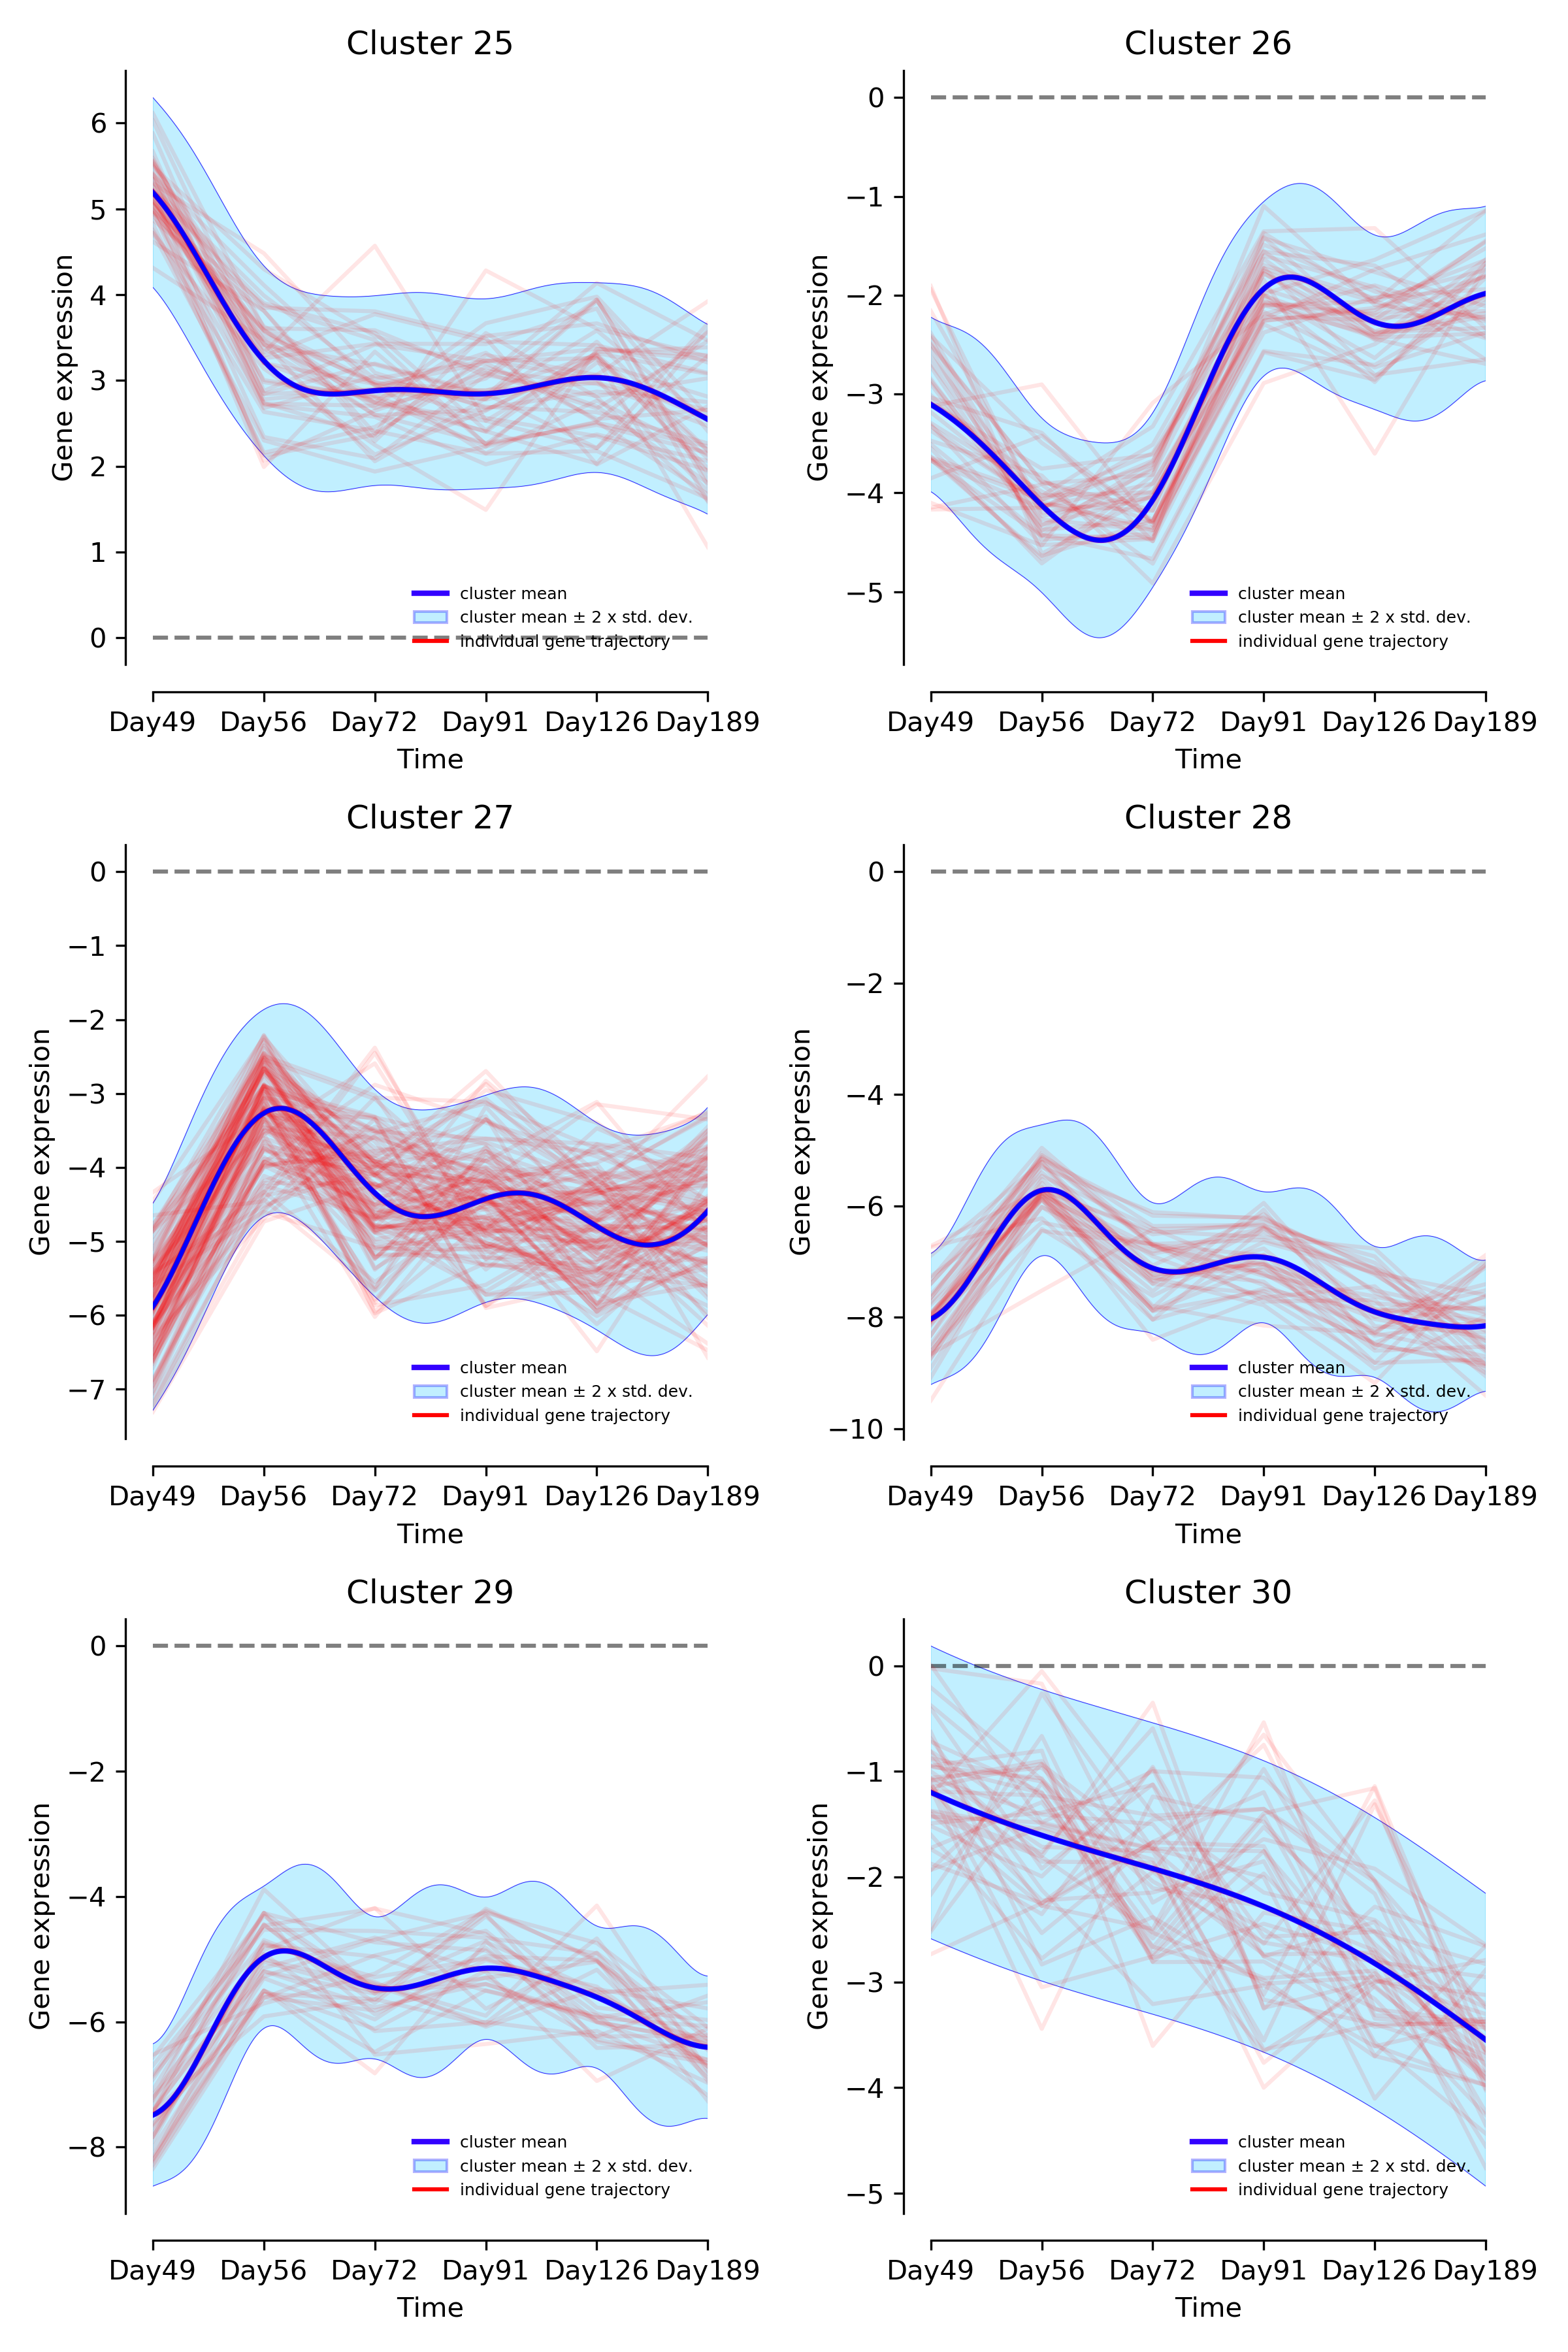 Cluster 25
Gene expression
6
5
4
3
2
1
0
cluster mean
cluster mean ± 2 x std. dev.
individual gene trajectory
Day49 Day56 Day72 Day91 Day126 Day189
Time
Cluster 26
Gene expression
0
−1
−2
−3
−4
−5
cluster mean
cluster mean ± 2 x std. dev.
individual gene trajectory
Day49 Day56 Day72 Day91 Day126 Day189
Time
Cluster 27
Gene expression
0
−1
−2
−3
−4
−5
−6
−7
cluster mean
cluster mean ± 2 x std. dev.
individual gene trajectory
Day49 Day56 Day72 Day91 Day126 Day189
Time
Cluster 28
Gene expression
0
−2
−4
−6
−8
−10
cluster mean
cluster mean ± 2 x std. dev.
individual gene trajectory
Day49 Day56 Day72 Day91 Day126 Day189
Time
Cluster 29
Gene expression
0
−2
−4
−6
−8
cluster mean
cluster mean ± 2 x std. dev.
individual gene trajectory
Day49 Day56 Day72 Day91 Day126 Day189
Time
Cluster 30
Gene expression
0
−1
−2
−3
−4
−5
cluster mean
cluster mean ± 2 x std. dev.
individual gene trajectory
Day49 Day56 Day72 Day91 Day126 Day189
Time